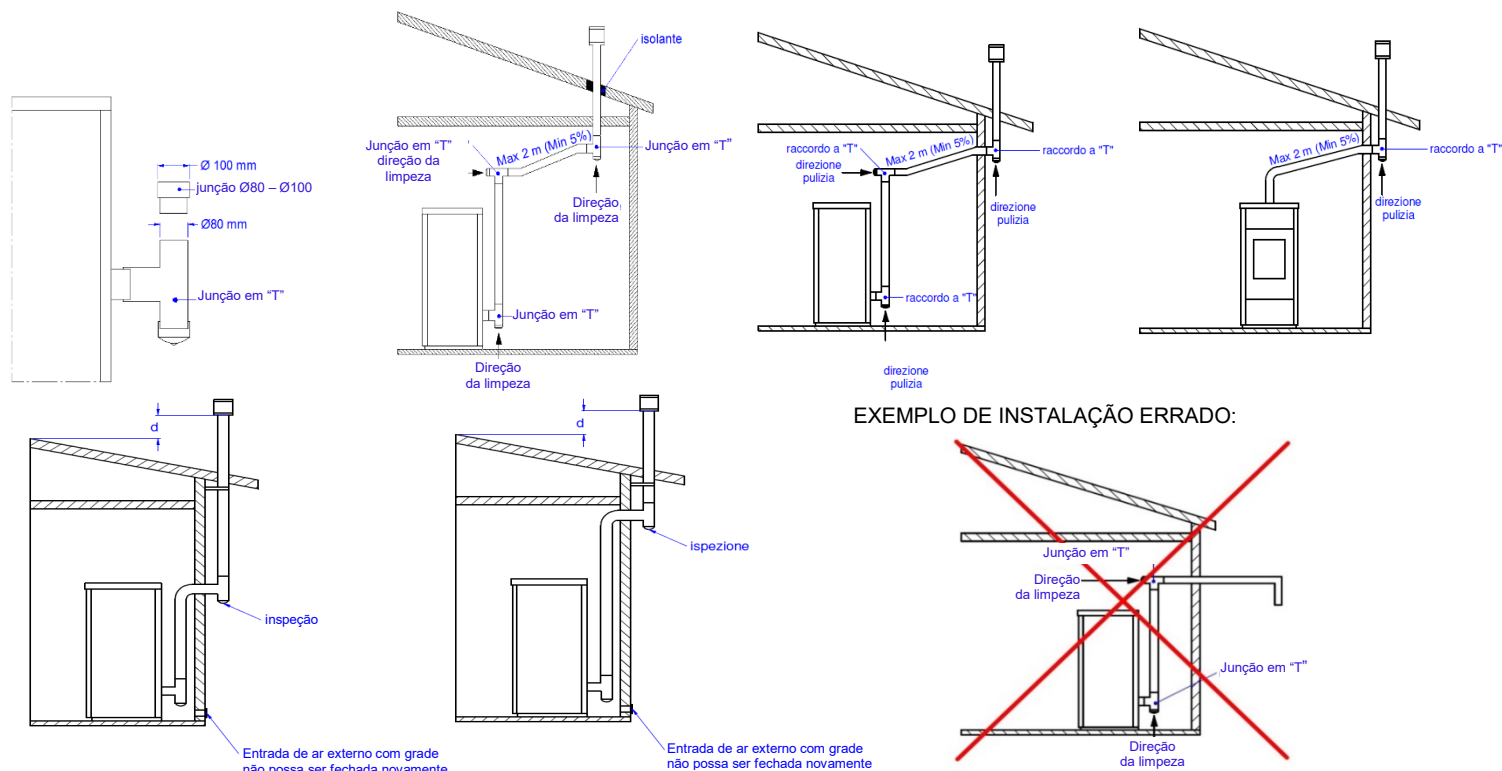 Ø 100 mm
junção Ø80 – Ø100
Ø80 mm
Junção em “T”
isolante
Junção em “T”
direção da
limpeza
Max 2 m (Min 5%)
Junção em “T”
Direção
da limpeza
Junção em “T”
Direção
da limpeza
raccordo a "T"
direzione
pulizia
Max 2 m (Min 5%)
raccordo a "T"
direzione
pulizia
raccordo a "T"
direzione
pulizia
Max 2 m (Min 5%)
raccordo a "T"
direzione
pulizia
d
inspeção
Entrada de ar externo com grade
não possa ser fechada novamente
d
ispezione
Entrada de ar externo com grade
não possa ser fechada novamente
EXEMPLO DE INSTALAÇÃO ERRADO:
Junção em “T”
Direção
da limpeza
Junção em “T”
Direção
da limpeza